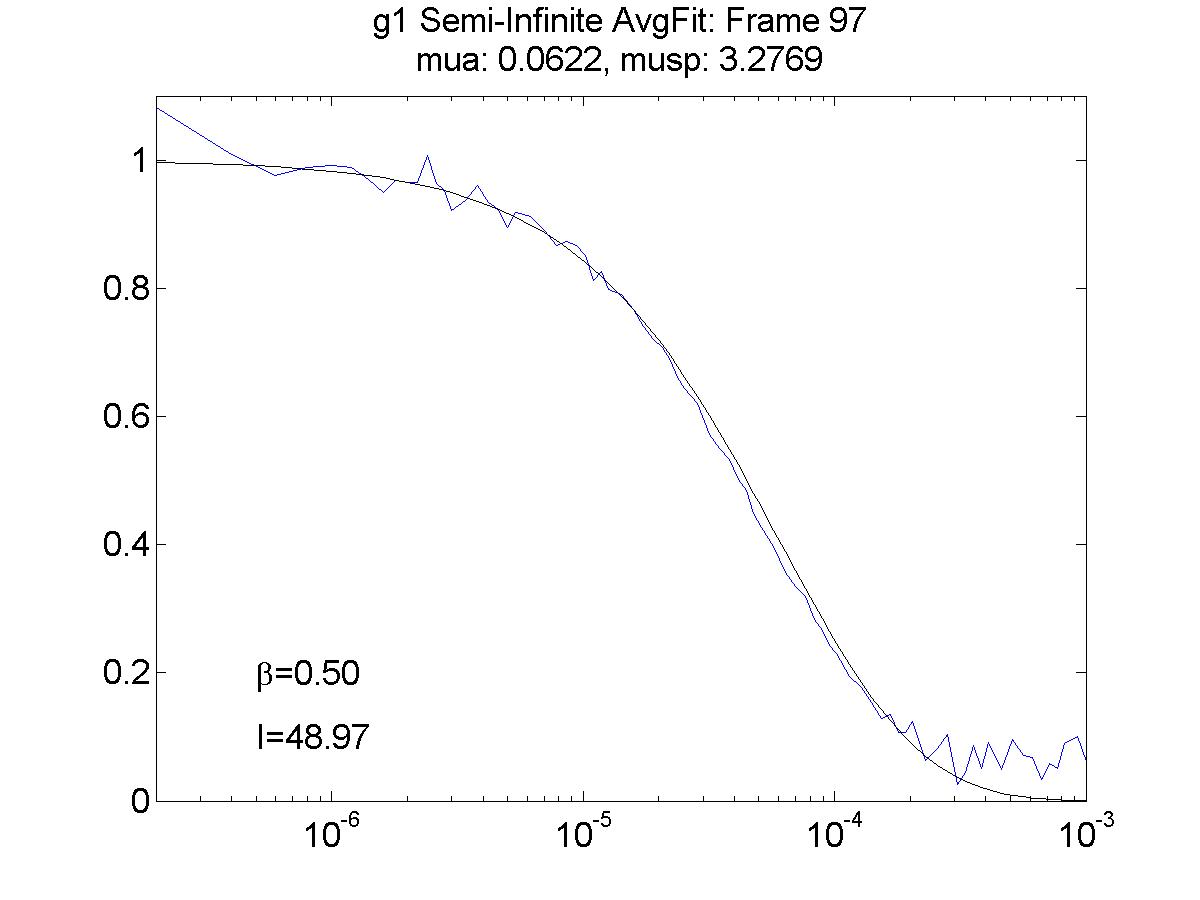 g1 Semi-Infinite AvgFit: Frame 97
mua: 0.0622, musp: 3.2769
1
0.8
0.6
0.4
0.2
0
β=0.50
I=48.97
10^-6
10^-5
10^-4
10^-3